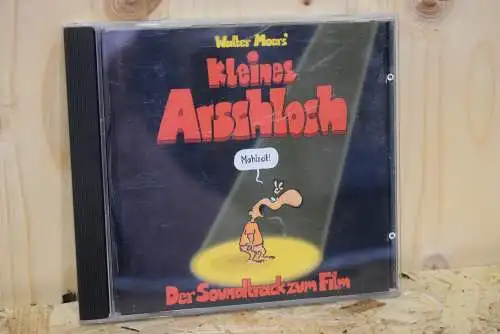 Walter Moers'
Kleines
Arschloch
Mahlzeit!
Der Soundtrack zum Film